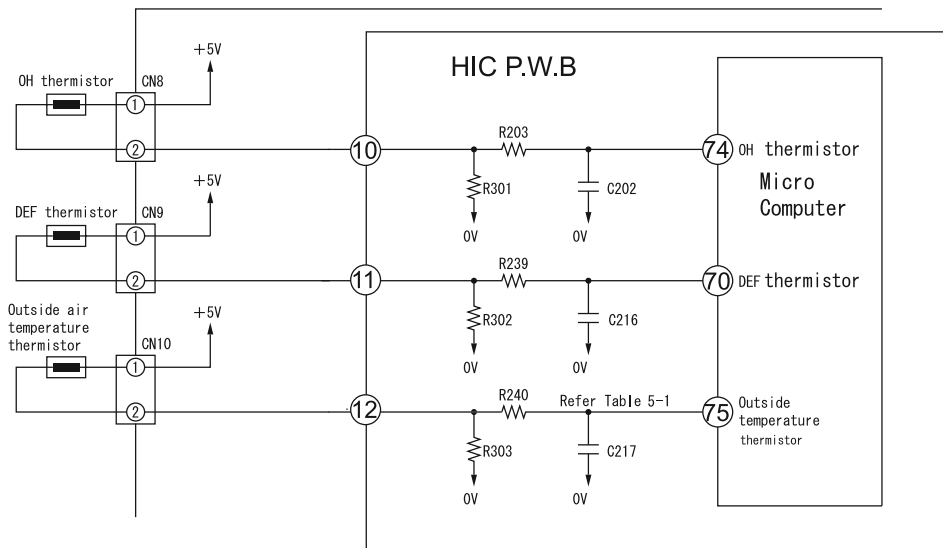 HIC P.W.B
+5V
OH thermistor
CN8
1
2
10
R203
R301
0V
C202
0V
74
OH thermistor
Micro
Computer
+5V
DEF thermistor
CN9
1
2
11
R239
R302
0V
C216
0V
70
DEF thermistor
Outside air
temperature
thermistor
+5V
CN10
1
2
12
R240
Refer Table 5-1
R303
0V
C217
0V
75
Outside
temperature
thermistor